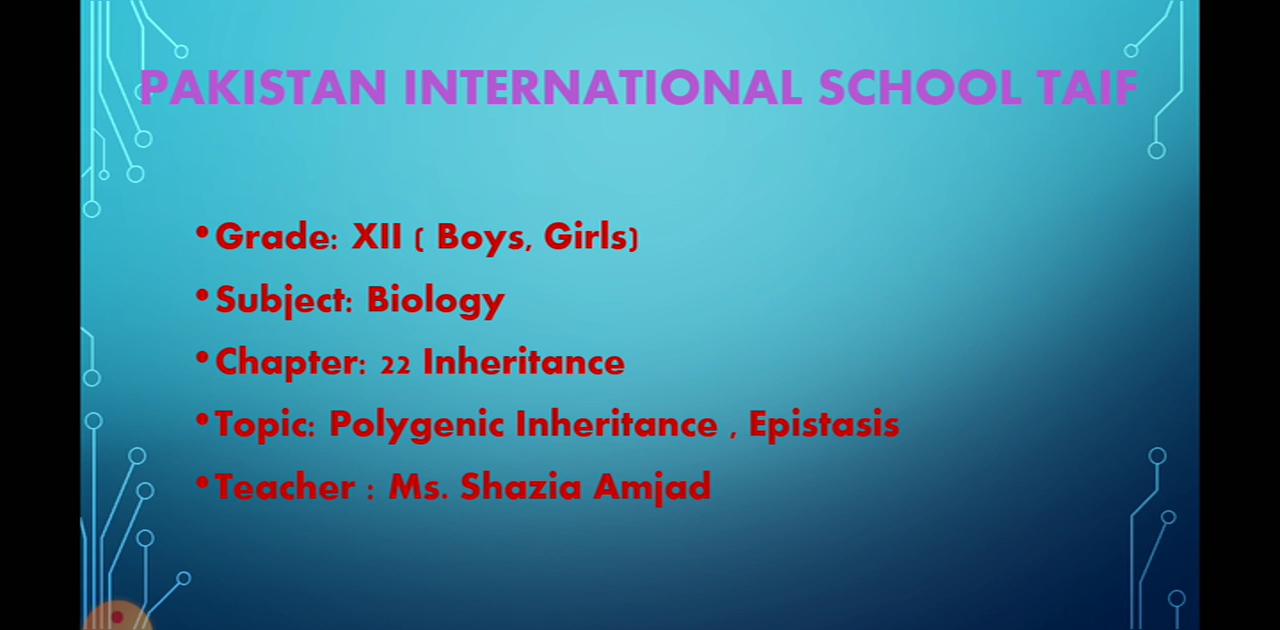 PAKISTAN INTERNATIONAL SCHOOL TAIF
•Grade: XII ( Boys, Girls)
•Subject: Biology
•Chapter: 22 Inheritance
•Topic: Polygenic Inheritance , Epistasis
•Teacher : Ms. Shazia Amjad